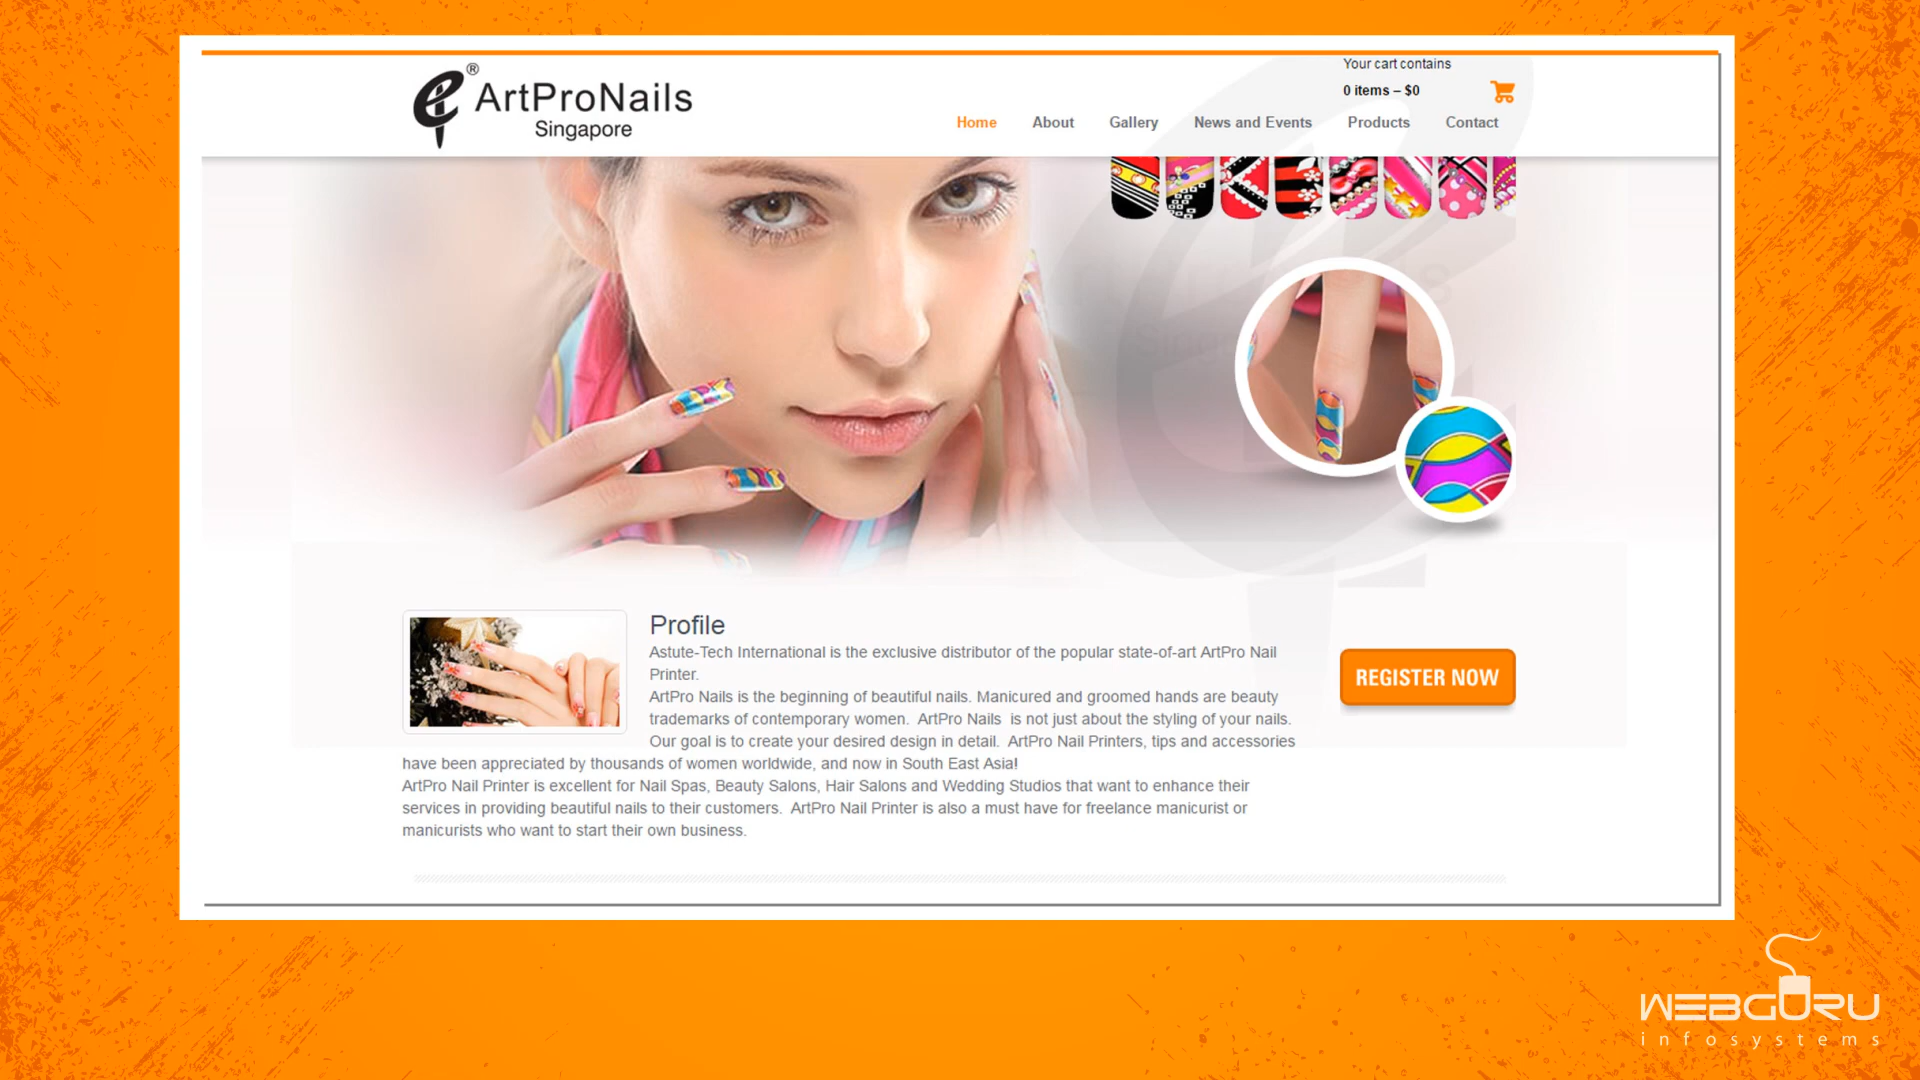 ®
ArtProNails
Singapore
Your cart contains
0 items – $0
Home About Gallery News and Events Products Contact
Profile
Astute-Tech International is the exclusive distributor of the popular state-of-art ArtPro Nail
Printer.
ArtPro Nails is the beginning of beautiful nails. Manicured and groomed hands are beauty
trademarks of contemporary women.  ArtPro Nails  is not just about the styling of your nails.
Our goal is to create your desired design in detail.  ArtPro Nail Printers, tips and accessories
have been appreciated by thousands of women worldwide, and now in South East Asia!
ArtPro Nail Printer is excellent for Nail Spas, Beauty Salons, Hair Salons and Wedding Studios that want to enhance their
services in providing beautiful nails to their customers.  ArtPro Nail Printer is also a must have for freelance manicurist or
manicurists who want to start their own business.
REGISTER NOW
WEBGURU
infosystems